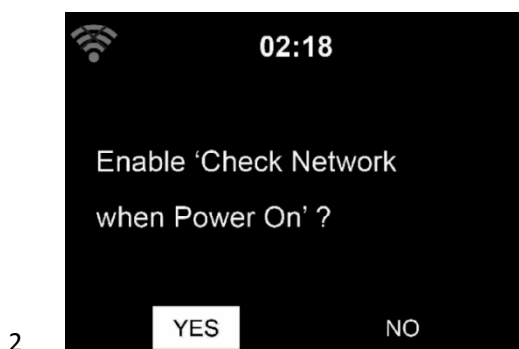 02:18
Enable ‘Check Network
when Power On’ ?
YES NO
2